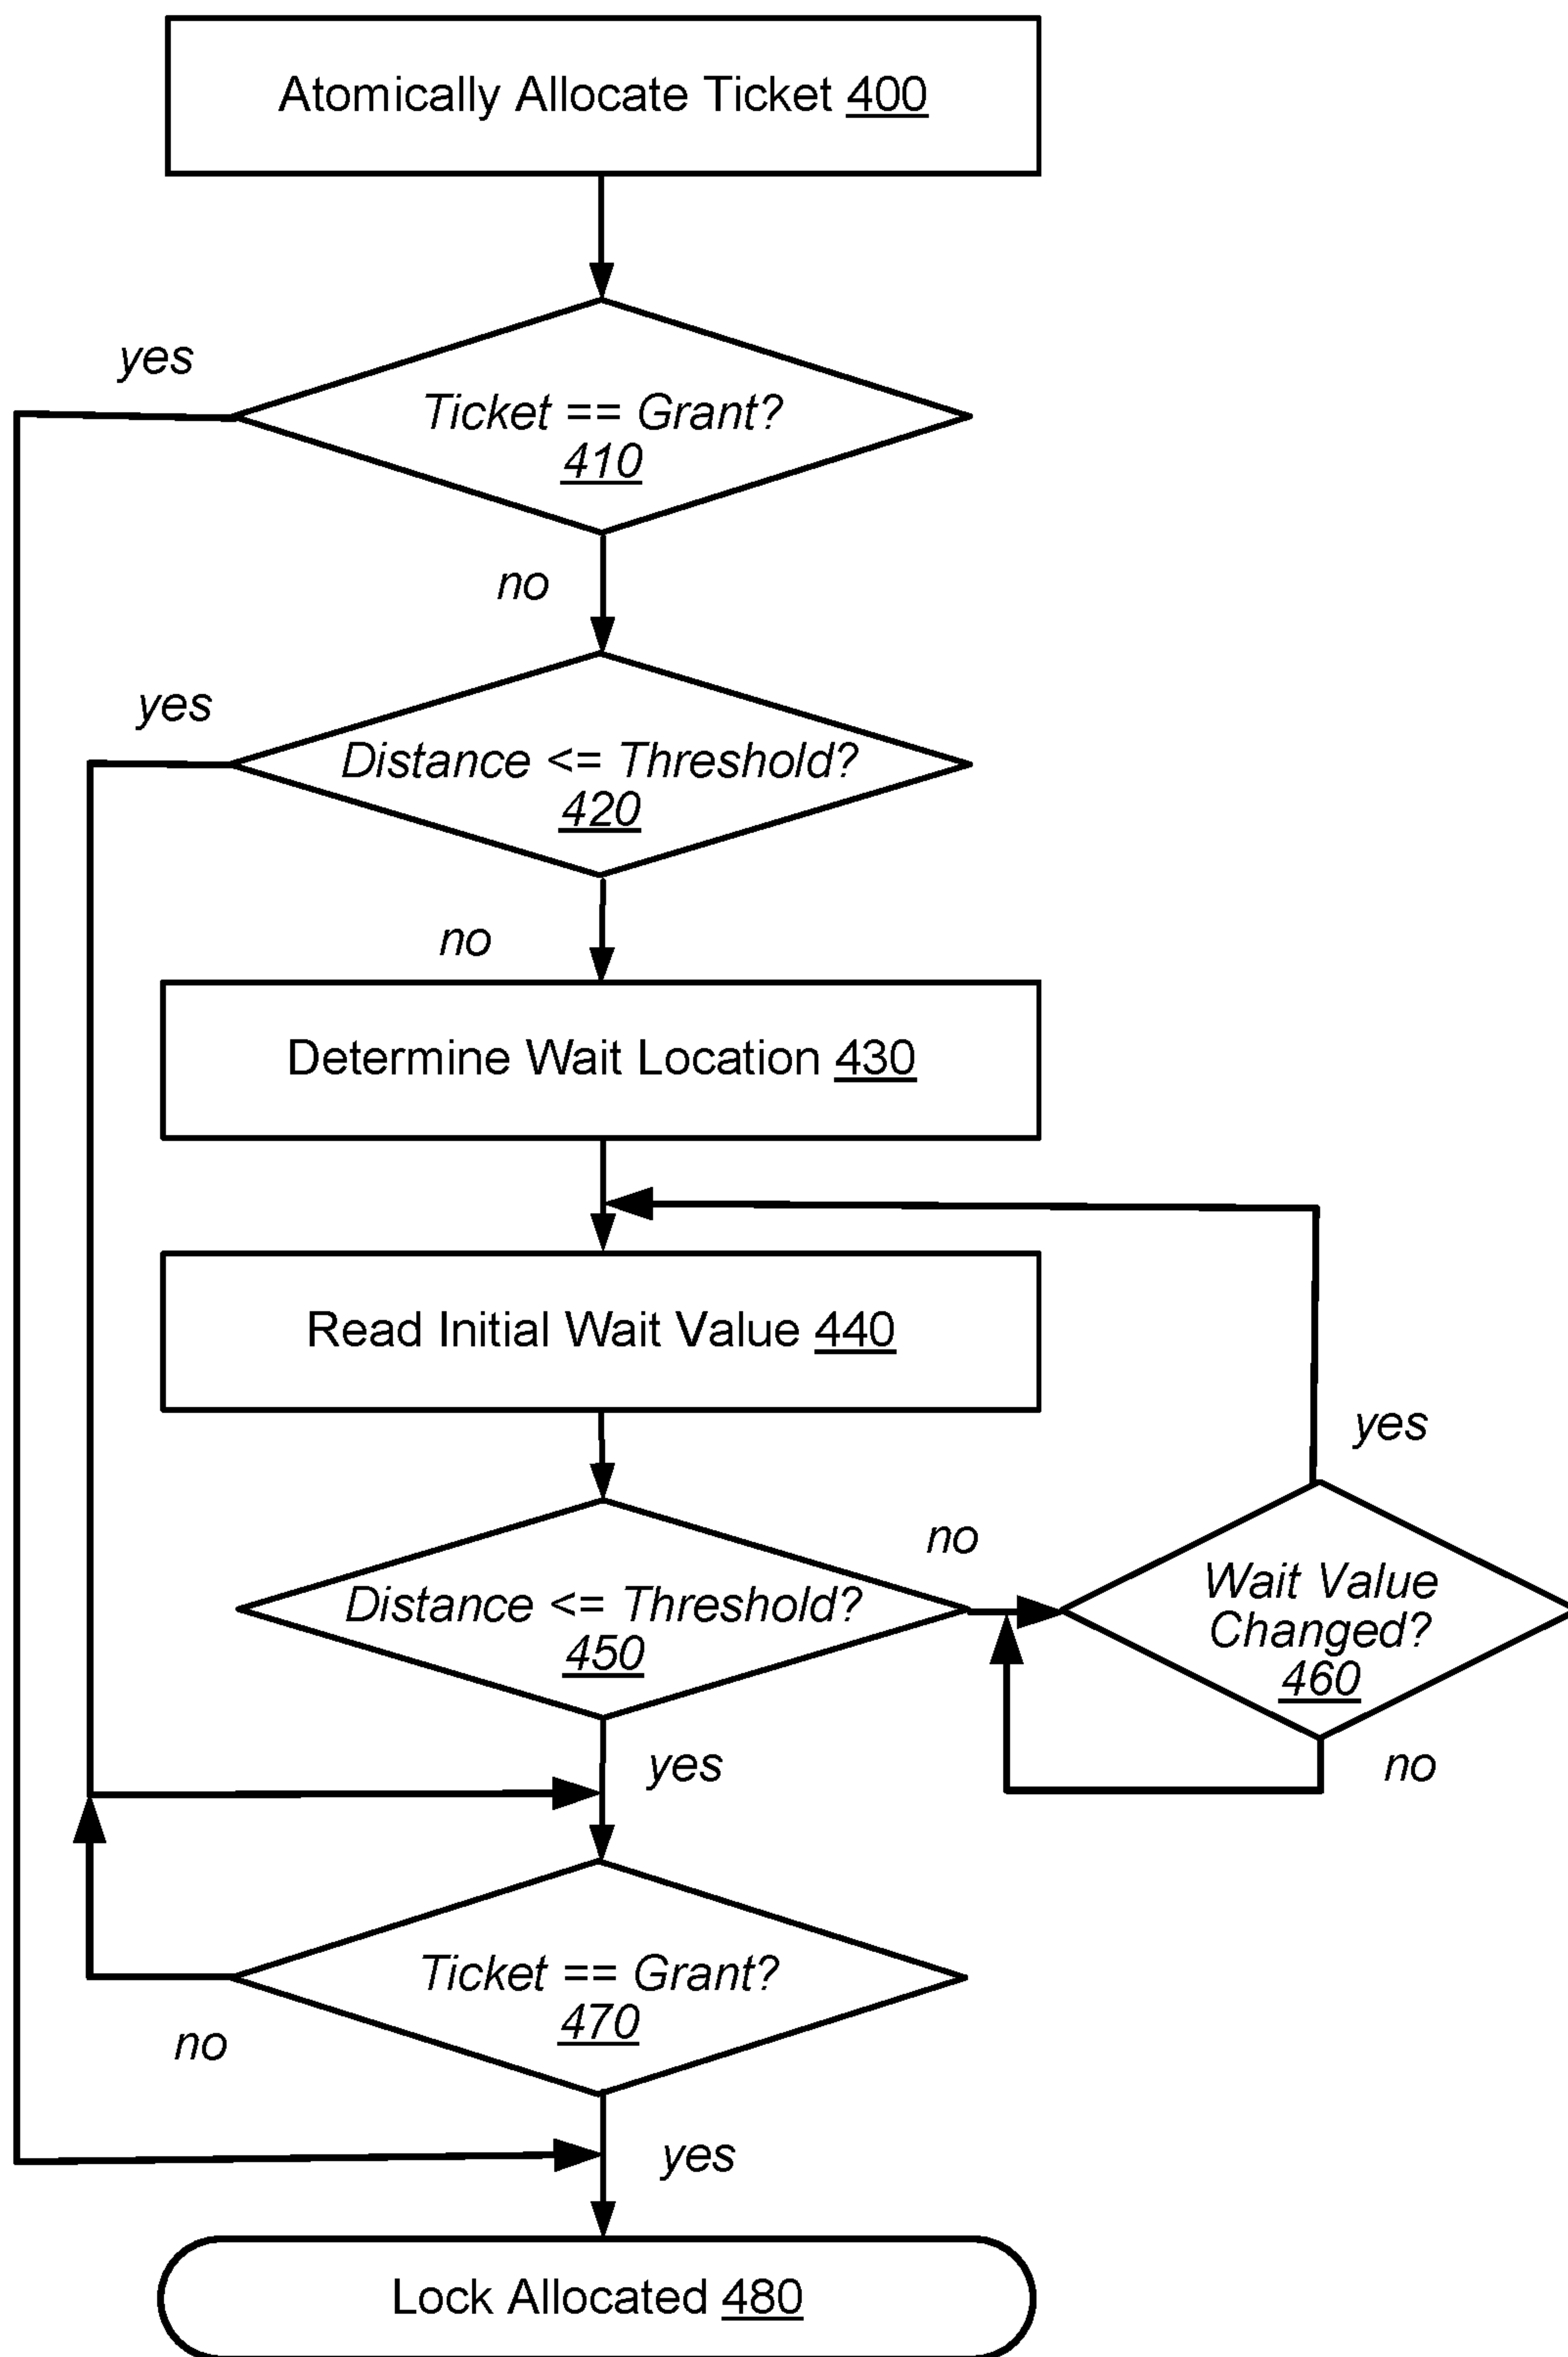 Atomically Allocate Ticket 400
yes
Ticket == Grant?
410
no
yes
Distance <= Threshold?
420
no
Determine Wait Location 430
Read Initial Wait Value 440
yes
no
Distance <= Threshold?
450
Wait Value
Changed?
460
yes
no
Ticket == Grant?
470
no
yes
Lock Allocated 480